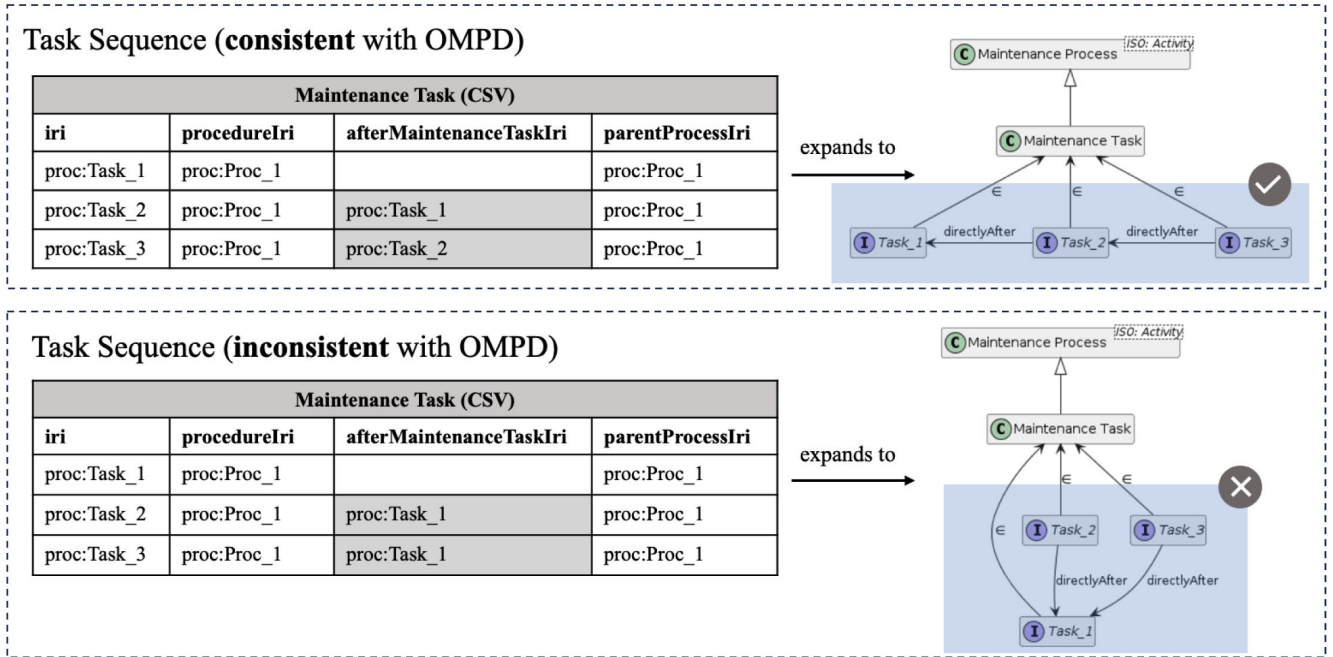 Task Sequence (consistent with OMPD)
Maintenance Task (CSV)
iri procedureIri afterMaintenanceTaskIri parentProcessIri
proc:Task_1 proc:Proc_1 proc:Proc_1
proc:Task_2 proc:Proc_1 proc:Task_1 proc:Proc_1
proc:Task_3 proc:Proc_1 proc:Task_2 proc:Proc_1
expands to
ISO: Activity
C Maintenance Process
C Maintenance Task
∈ ∈ ∈
I Task_1 directlyAfter I Task_2 directlyAfter I Task_3
Task Sequence (inconsistent with OMPD)
Maintenance Task (CSV)
iri procedureIri afterMaintenanceTaskIri parentProcessIri
proc:Task_1 proc:Proc_1 proc:Proc_1
proc:Task_2 proc:Proc_1 proc:Task_1 proc:Proc_1
proc:Task_3 proc:Proc_1 proc:Task_1 proc:Proc_1
expands to
ISO: Activity
C Maintenance Process
C Maintenance Task
∈ ∈
∈ I Task_2 I Task_3
directlyAfter directlyAfter
I Task_1